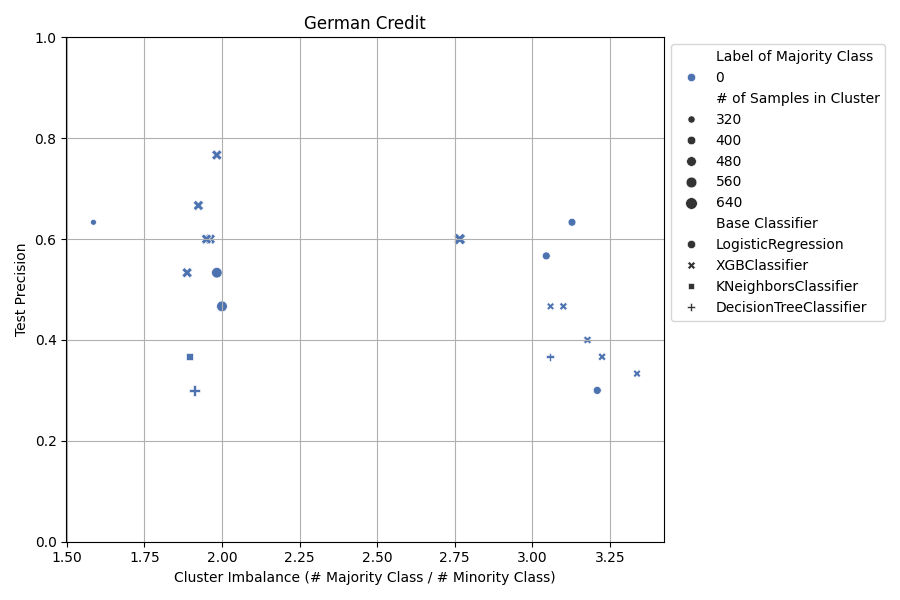 German Credit
1.0
0.8
0.6
0.4
0.2
0.0
Test Precision
1.50 1.75 2.00 2.25 2.50 2.75 3.00 3.25
Cluster Imbalance (# Majority Class / # Minority Class)
Label of Majority Class
0
# of Samples in Cluster
320
400
480
560
640
Base Classifier
LogisticRegression
XGBClassifier
KNeighborsClassifier
DecisionTreeClassifier